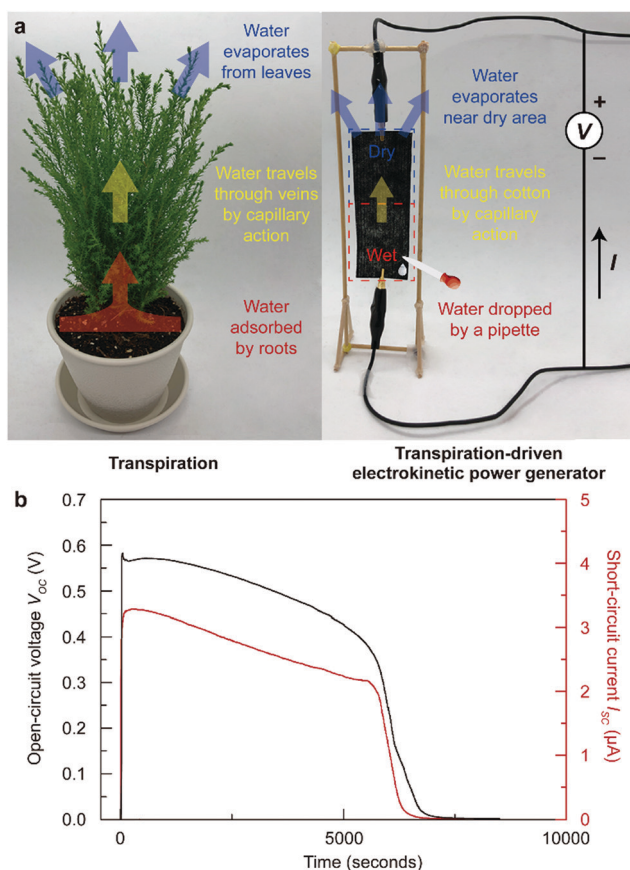 a
Water
evaporates
from leaves
Water travels
through veins
by capillary
action
Water
adsorbed
by roots
Water
evaporates
near dry area
Dry
Water travels
through cotton
by capillary
action
Wet
Water dropped
by a pipette
+
V
−
I
Transpiration
Transpiration-driven
electrokinetic power generator
b
Open-circuit voltage VOC (V)
0.7
0.6
0.5
0.4
0.3
0.2
0.1
0.0
5
4
3
2
1
0
Short-circuit current ISC (µA)
0
5000
10000
Time (seconds)